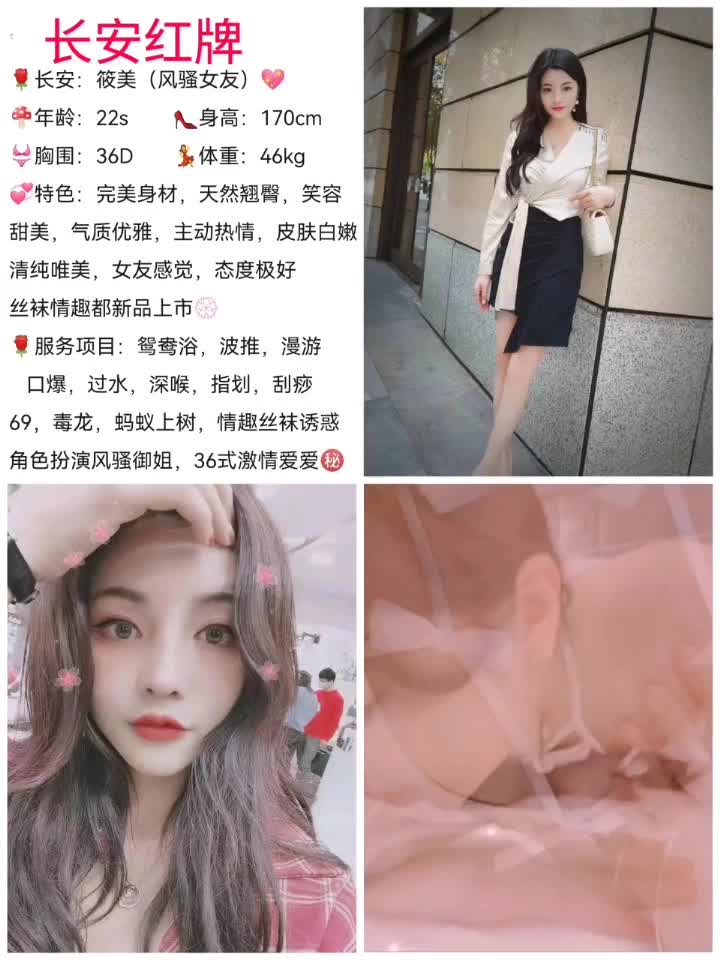 长安红牌
🌹长安：筱美（风骚女友）💖
🍄年龄：22s 👠身高：170cm
👙胸围：36D 💃体重：46kg
💞特色：完美身材，天然翘臀，笑容
甜美，气质优雅，主动热情，皮肤白嫩
清纯唯美，女友感觉，态度极好
丝袜情趣都新品上市💮
🌹服务项目：鸳鸯浴，波推，漫游
口爆，过水，深喉，指划，刮痧
69，毒龙，蚂蚁上树，情趣丝袜诱惑
角色扮演风骚御姐，36式激情爱爱㊙